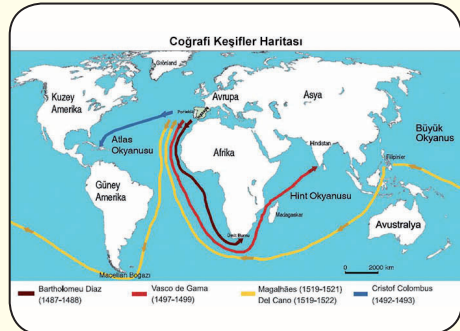 Coğrafi Keşifler Haritası
Grönland
Kuzey
Amerika
Avrupa
Asya
Büyük
Okyanus
Portekiz
Atlas
Okyanusu
Afrika
Hindistan
Filipinler
Güney
Amerika
Hint Okyanusu
Madagaskar
Avustralya
Ümit Burnu
Macellan Boğazı
0
2000 km
Bartholomeu Diaz
(1487-1488)
Vasco de Gama
(1497-1499)
Magalhães (1519-1521)
Del Cano (1519-1522)
Cristof Colombus
(1492-1493)